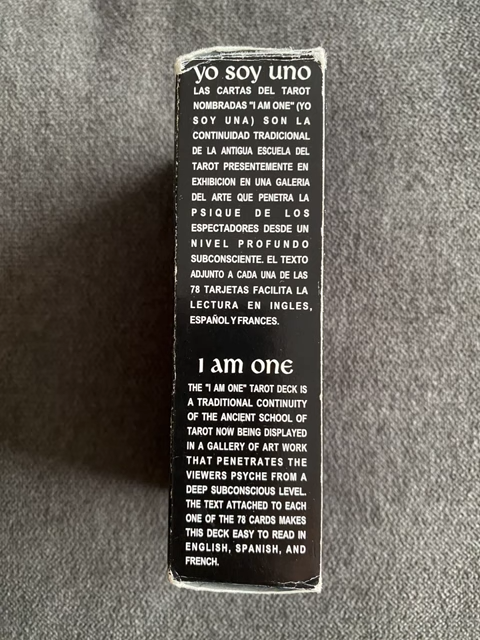 yo soy uno
LAS CARTAS DEL TAROT
NOMBRADAS "I AM ONE" (YO
SOY UNA) SON LA
CONTINUIDAD TRADICIONAL
DE LA ANTIGUA ESCUELA DEL
TAROT PRESENTEMENTE EN
EXHIBICION EN UNA GALERIA
DEL ARTE QUE PENETRA LA
PSIQUE DE LOS
ESPECTADORES DESDE UN
NIVEL PROFUNDO
SUBCONSCIENTE. EL TEXTO
ADJUNTO A CADA UNA DE LAS
78 TARJETAS FACILITA LA
LECTURA EN INGLES,
ESPAÑOL Y FRANCES.
I am one
THE "I AM ONE" TAROT DECK IS
A TRADITIONAL CONTINUITY
OF THE ANCIENT SCHOOL OF
TAROT NOW BEING DISPLAYED
IN A GALLERY OF ART WORK
THAT PENETRATES THE
VIEWERS PSYCHE FROM A
DEEP SUBCONSCIOUS LEVEL.
THE TEXT ATTACHED TO EACH
ONE OF THE 78 CARDS MAKES
THIS DECK EASY TO READ IN
ENGLISH, SPANISH, AND
FRENCH.